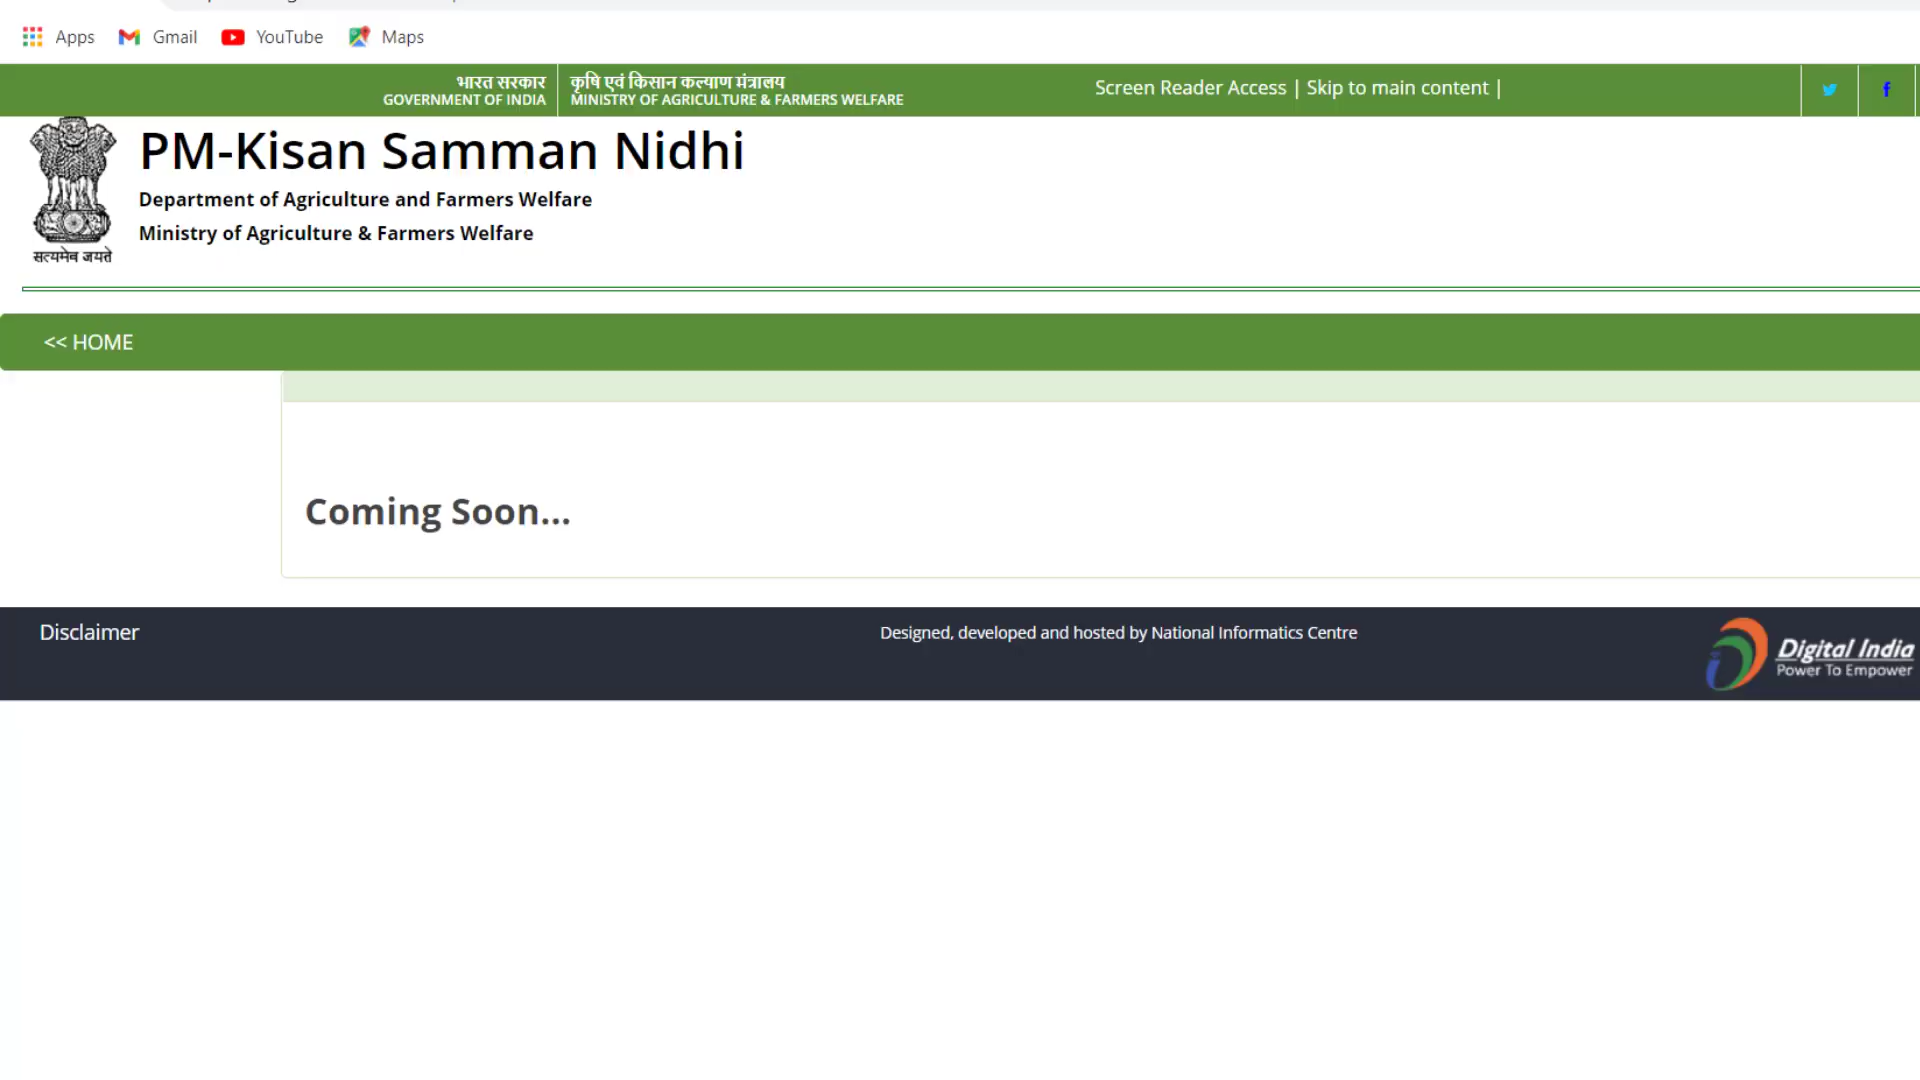 Apps Gmail YouTube Maps
भारत सरकार
GOVERNMENT OF INDIA
कृषि एवं किसान कल्याण मंत्रालय
MINISTRY OF AGRICULTURE & FARMERS WELFARE
Screen Reader Access | Skip to main content |
PM-Kisan Samman Nidhi
Department of Agriculture and Farmers Welfare
Ministry of Agriculture & Farmers Welfare
सत्यमेव जयते
<< HOME
Coming Soon...
Disclaimer
Designed, developed and hosted by National Informatics Centre
Digital India
Power To Empower